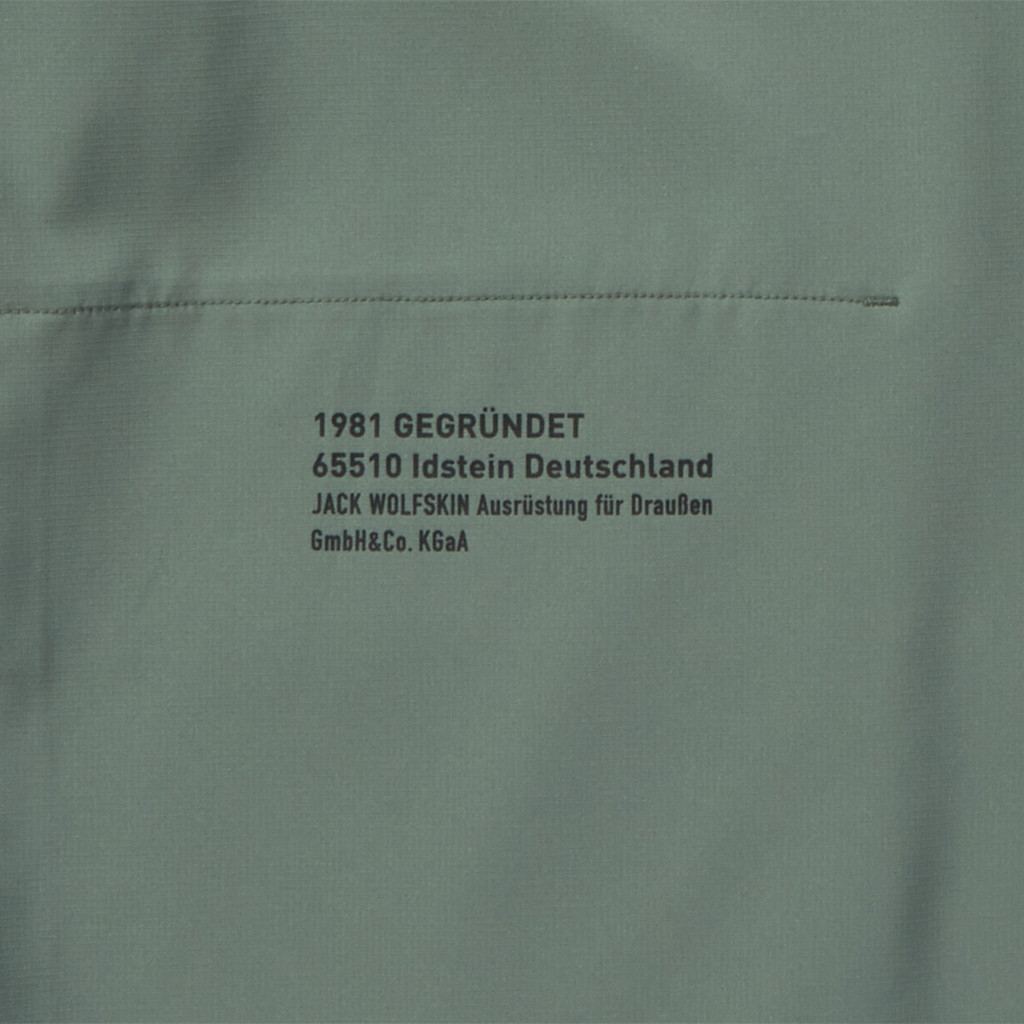 1981 GEGRÜNDET
65510 Idstein Deutschland
JACK WOLFSKIN Ausrüstung für Draußen
GmbH&Co. KGaA